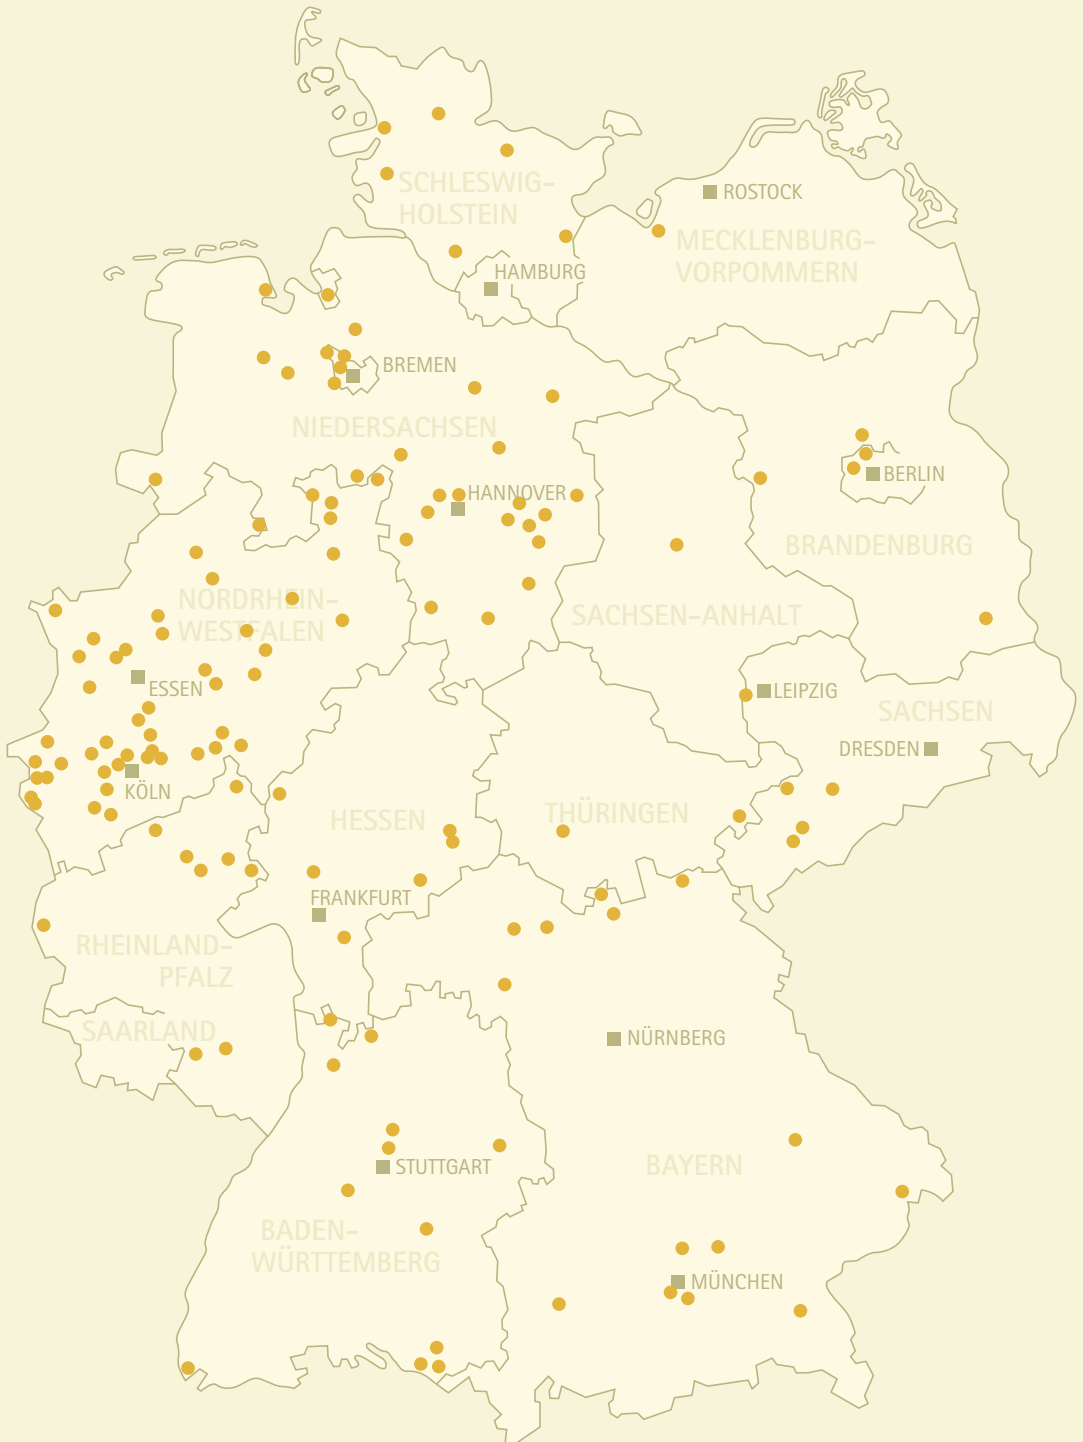 SCHLESWIG-
HOLSTEIN
ROSTOCK
MECKLENBURG-
VORPOMMERN
HAMBURG
BREMEN
NIEDERSACHSEN
BERLIN
HANNOVER
BRANDENBURG
NORDRHEIN-
WESTFALEN
SACHSEN-ANHALT
ESSEN
LEIPZIG
SACHSEN
DRESDEN
KÖLN
HESSEN
THÜRINGEN
FRANKFURT
RHEINLAND-
PFALZ
SAARLAND
NÜRNBERG
STUTTGART
BAYERN
BADEN-
WÜRTTEMBERG
MÜNCHEN